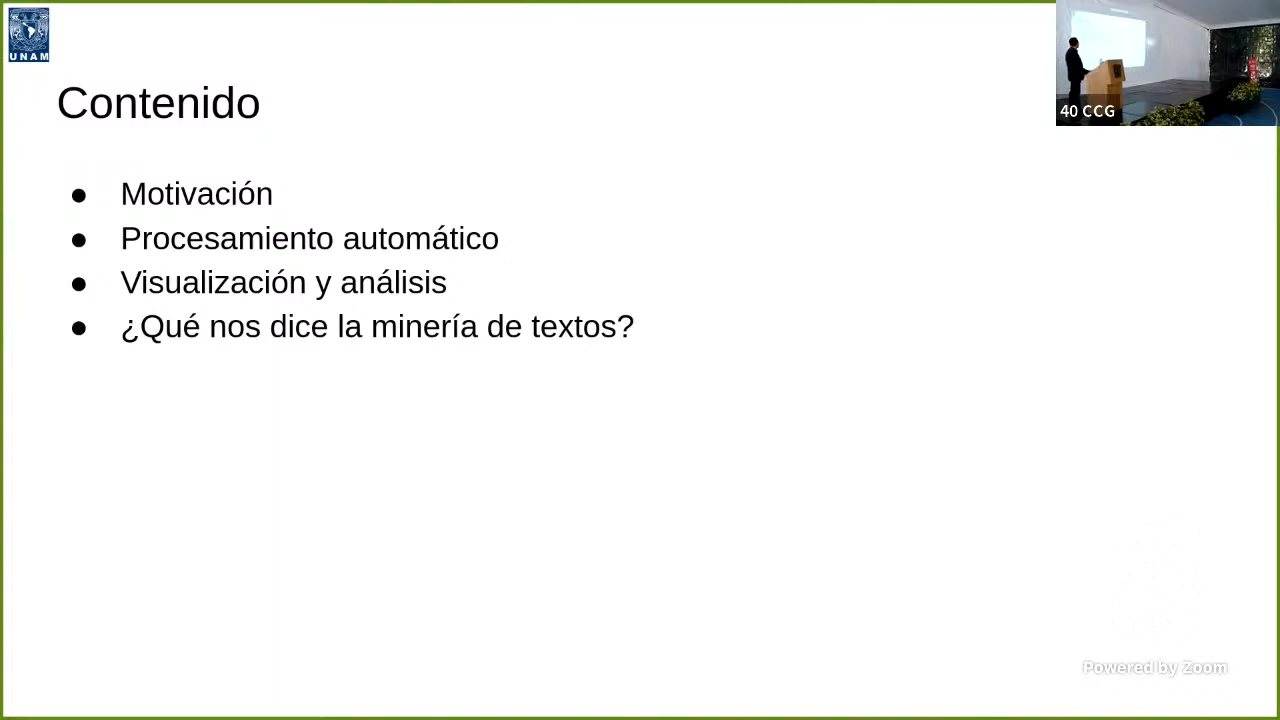 UNAM
40 CCG
Contenido
● Motivación
● Procesamiento automático
● Visualización y análisis
● ¿Qué nos dice la minería de textos?
Powered by Zoom